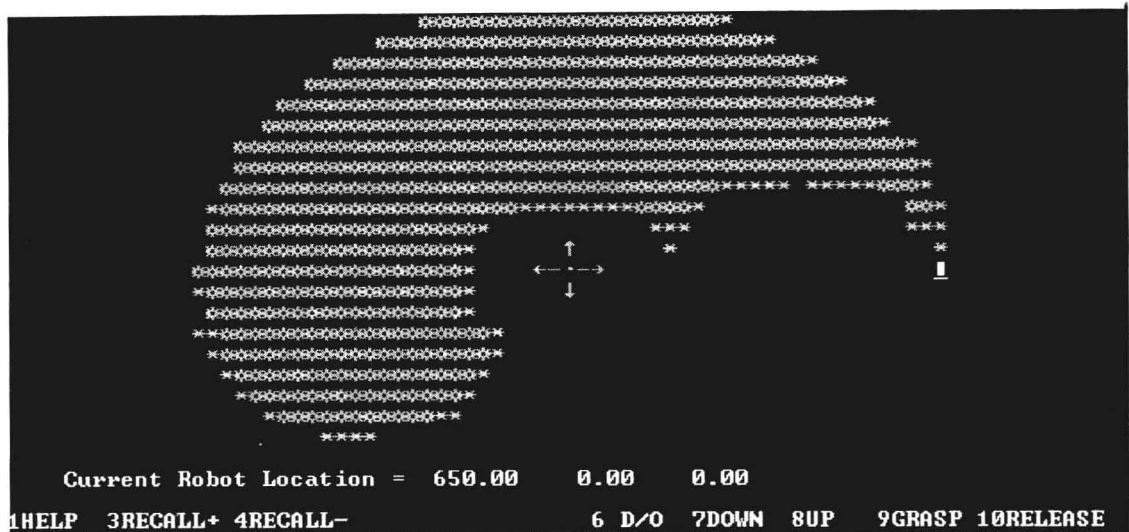 Current Robot Location = 650.00 0.00 0.00
1HELP 3RECALL+ 4RECALL- 6 D/O 7DOWN 8UP 9GRASP 10RELEASE